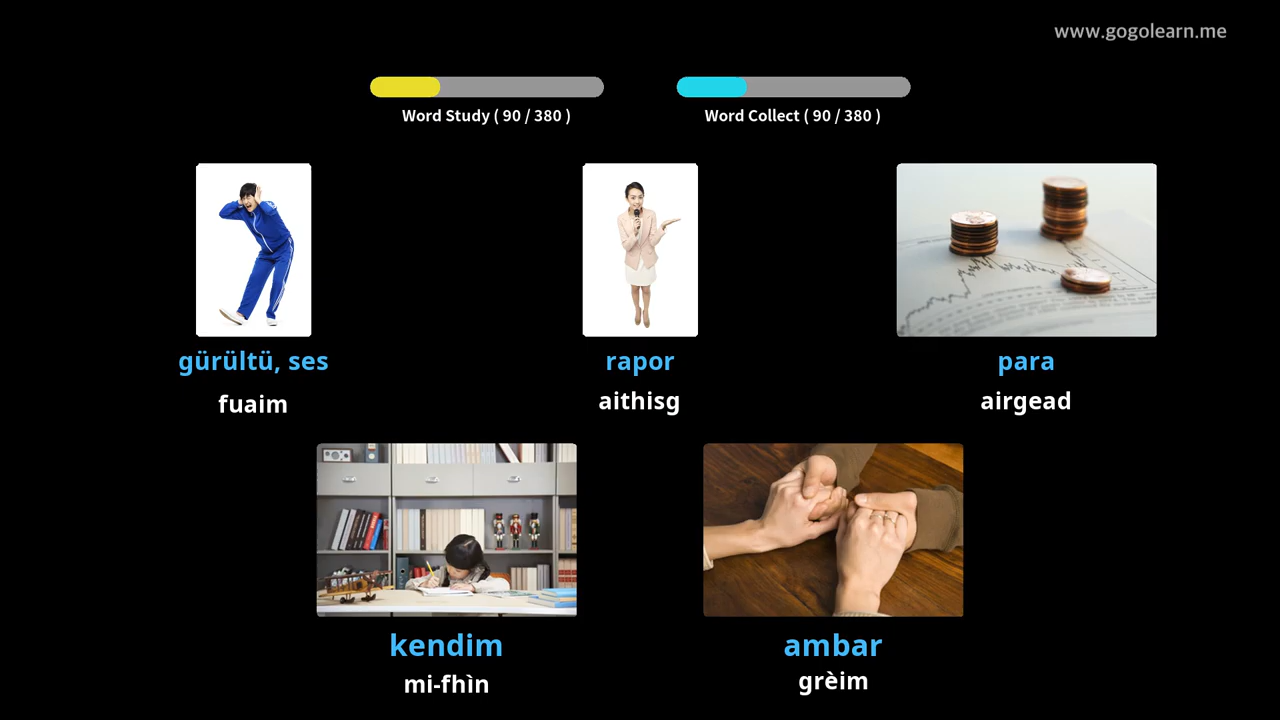 www.gogolearn.me
Word Study ( 90 / 380 )
Word Collect ( 90 / 380 )
gürültü, ses
fuaim
rapor
aithisg
para
airgead
kendim
mi-fhìn
ambar
grèim